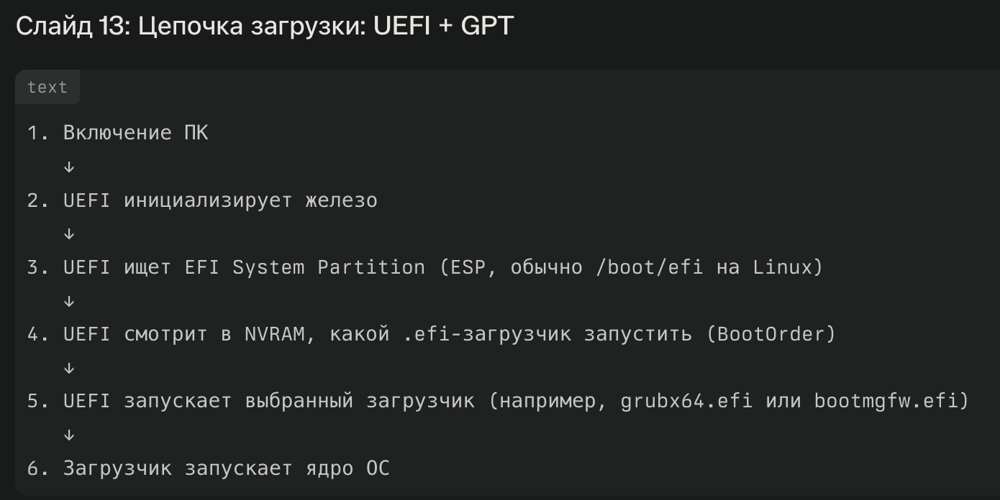 Слайд 13: Цепочка загрузки: UEFI + GPT
text
1. Включение ПК
↓
2. UEFI инициализирует железо
↓
3. UEFI ищет EFI System Partition (ESP, обычно /boot/efi на Linux)
↓
4. UEFI смотрит в NVRAM, какой .efi-загрузчик запустить (BootOrder)
↓
5. UEFI запускает выбранный загрузчик (например, grubx64.efi или bootmgfw.efi)
↓
6. Загрузчик запускает ядро ОС